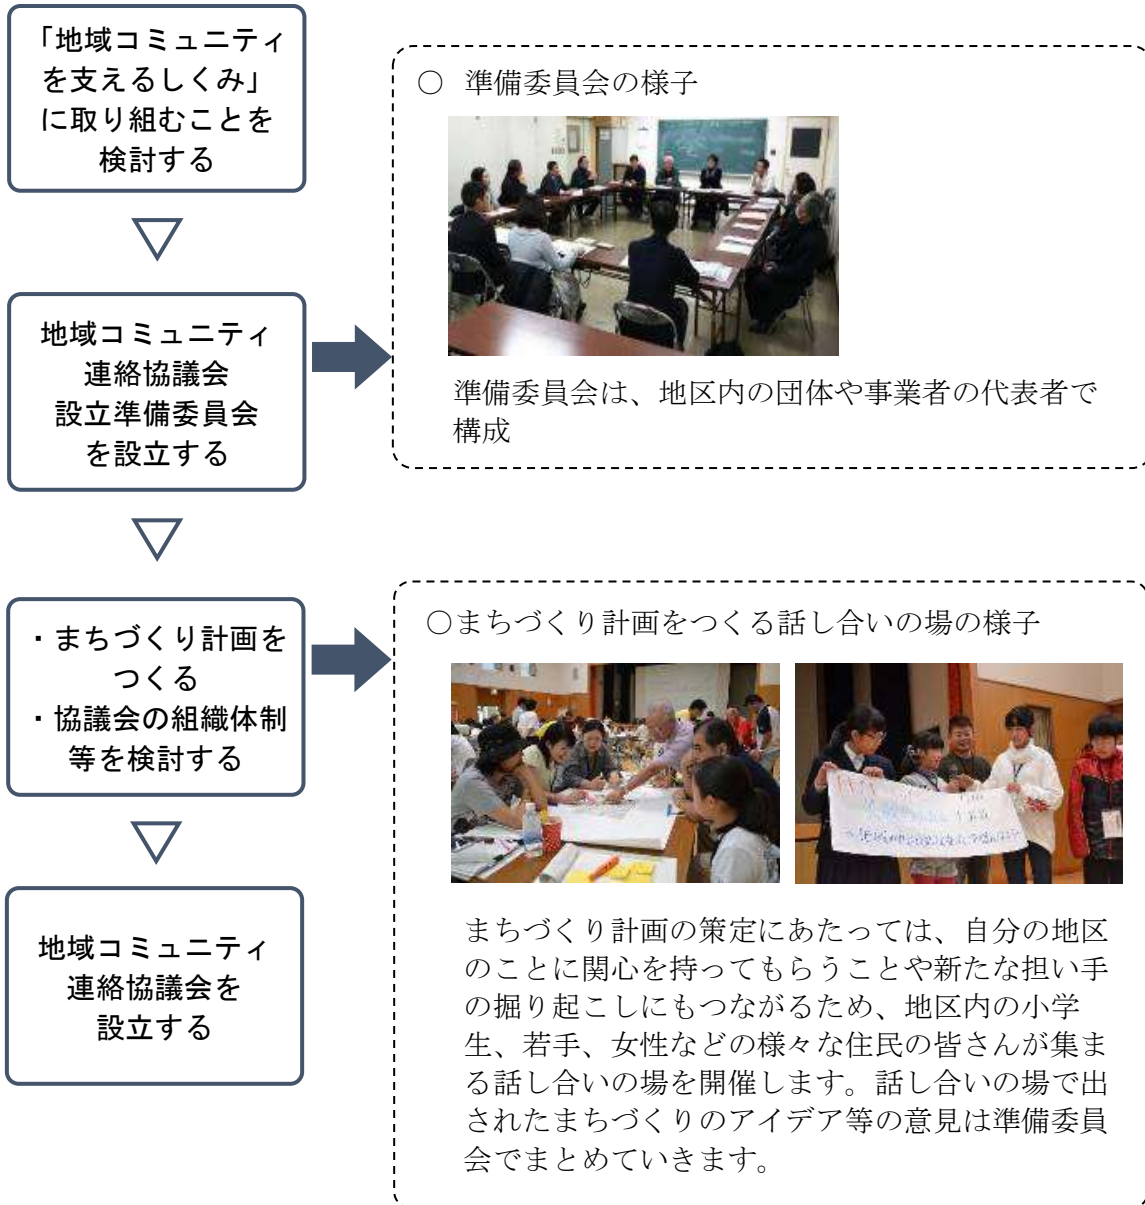 「地域コミュニティ
を支えるしくみ」
に取り組むことを
検討する
地域コミュニティ
連絡協議会
設立準備委員会
を設立する
○ 準備委員会の様子
準備委員会は、地区内の団体や事業者の代表者で
構成
・まちづくり計画を
つくる
・協議会の組織体制
等を検討する
○まちづくり計画をつくる話し合いの場の様子
まちづくり計画の策定にあたっては、自分の地区
のことに関心を持ってもらうことや新たな担い手
の掘り起こしにもつながるため、地区内の小学
生、若手、女性などの様々な住民の皆さんが集ま
る話し合いの場を開催します。話し合いの場で出
されたまちづくりのアイデア等の意見は準備委員
会でまとめていきます。
地域コミュニティ
連絡協議会を
設立する